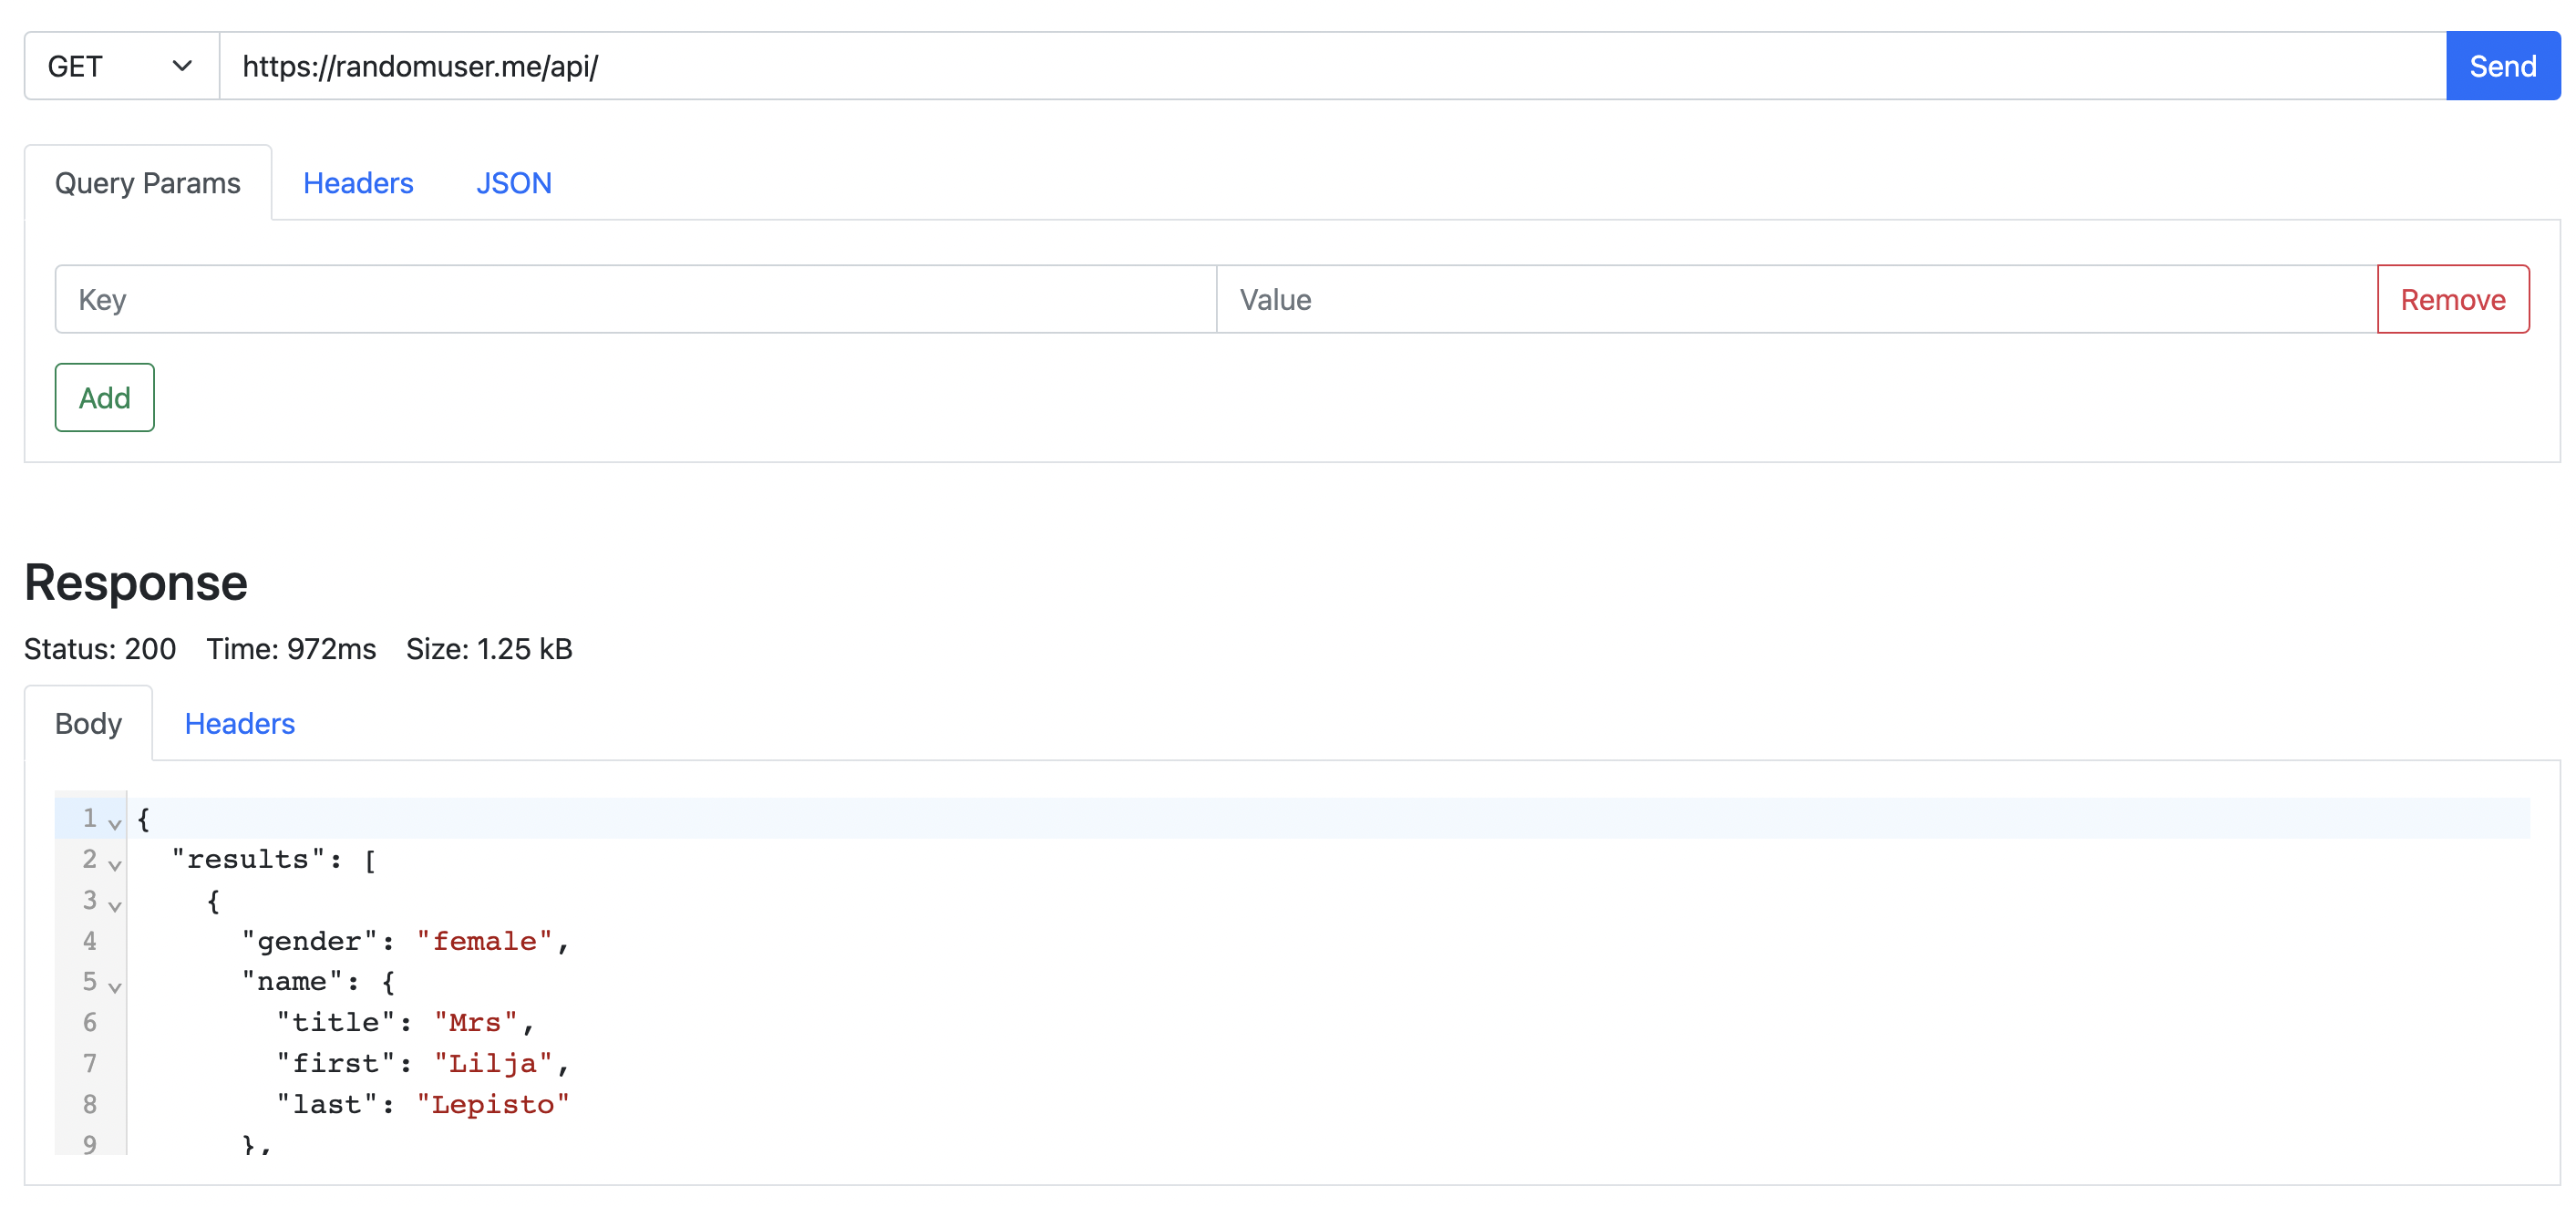 GET https://randomuser.me/api/ Send
Query Params Headers JSON
Key Value Remove
Add
Response
Status: 200 Time: 972ms Size: 1.25 kB
Body Headers
1 {
2 "results": [
3 {
4 "gender": "female",
5 "name": {
6 "title": "Mrs",
7 "first": "Lilja",
8 "last": "Lepisto"
9 },